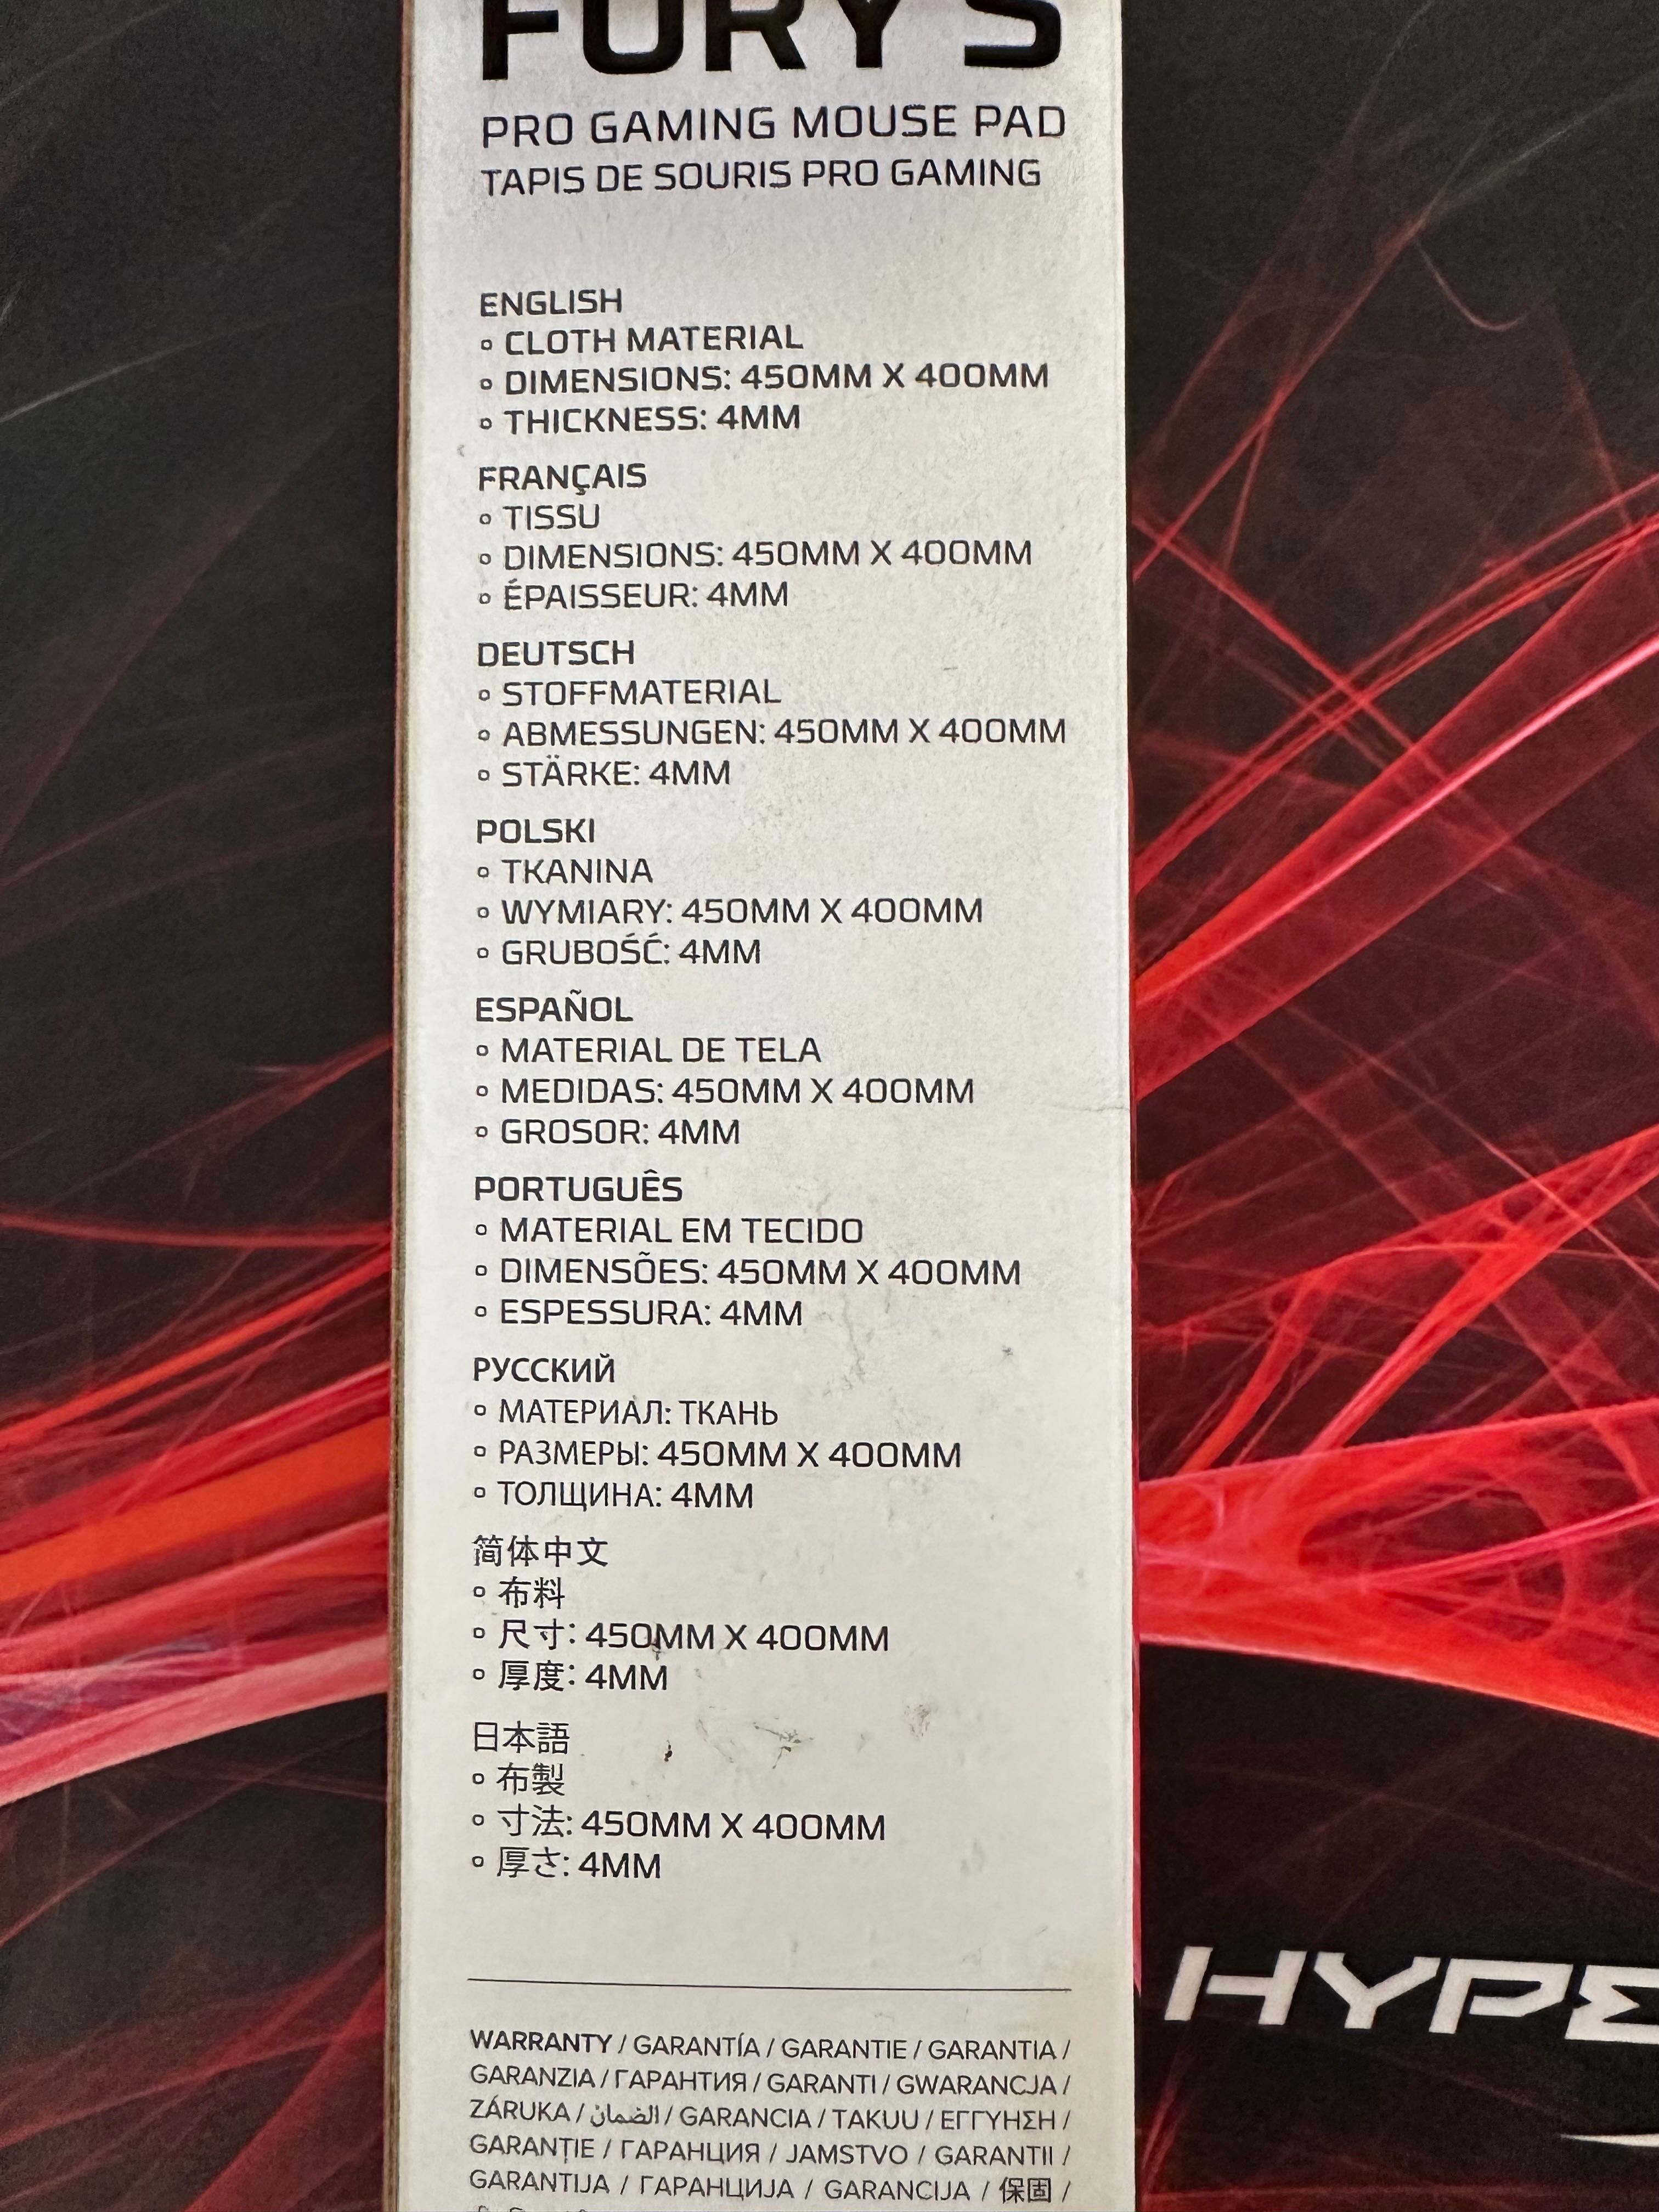 FURY S
PRO GAMING MOUSE PAD
TAPIS DE SOURIS PRO GAMING
ENGLISH
▫ CLOTH MATERIAL
▫ DIMENSIONS: 450MM X 400MM
▫ THICKNESS: 4MM
FRANÇAIS
▫ TISSU
▫ DIMENSIONS: 450MM X 400MM
▫ ÉPAISSEUR: 4MM
DEUTSCH
▫ STOFFMATERIAL
▫ ABMESSUNGEN: 450MM X 400MM
▫ STÄRKE: 4MM
POLSKI
▫ TKANINA
▫ WYMIARY: 450MM X 400MM
▫ GRUBOŚĆ: 4MM
ESPAÑOL
▫ MATERIAL DE TELA
▫ MEDIDAS: 450MM X 400MM
▫ GROSOR: 4MM
PORTUGUÊS
▫ MATERIAL EM TECIDO
▫ DIMENSÕES: 450MM X 400MM
▫ ESPESSURA: 4MM
РУССКИЙ
▫ МАТЕРИАЛ: ТКАНЬ
▫ РАЗМЕРЫ: 450MM X 400MM
▫ ТОЛЩИНА: 4MM
简体中文
▫ 布料
▫ 尺寸: 450MM X 400MM
▫ 厚度: 4MM
日本語
▫ 布製
▫ 寸法: 450MM X 400MM
▫ 厚さ: 4MM
WARRANTY / GARANTÍA / GARANTIE / GARANTIA /
GARANZIA / ГАРАНТИЯ / GARANTI / GWARANCJA /
ZÁRUKA / الضمان / GARANCIA / TAKUU / ΕΓΓΥΗΣΗ /
GARANȚIE / ГАРАНЦИЯ / JAMSTVO / GARANTII /
GARANTIJA / ГАРАНЦИЈА / GARANCIJA / 保固 /
HYPE